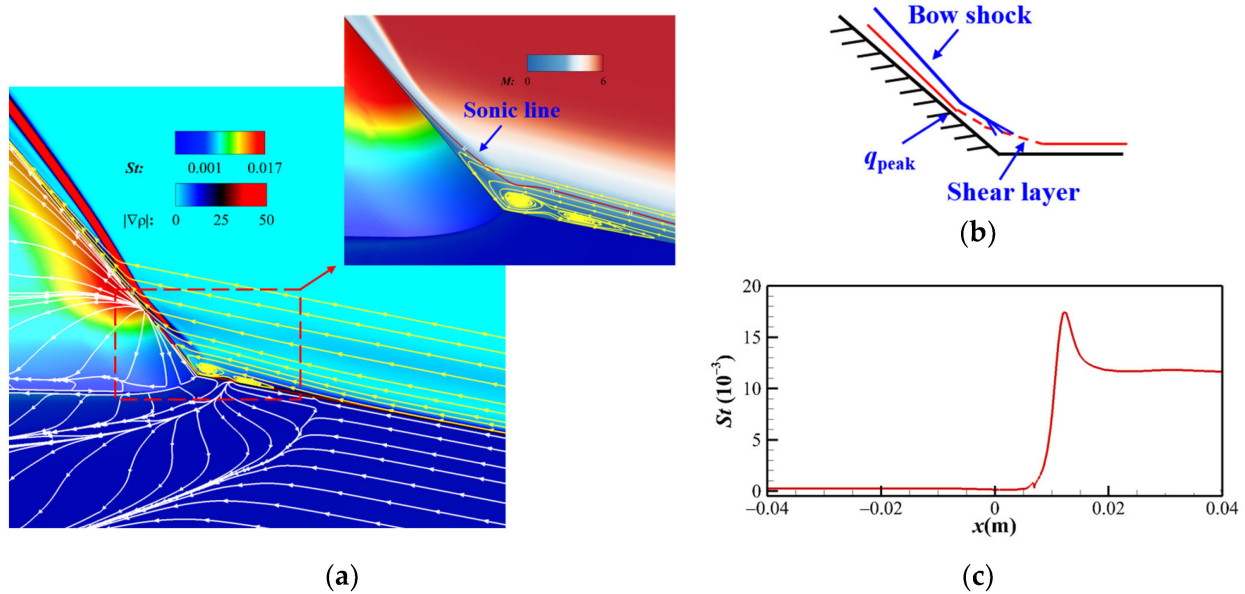 (a)
M:
0
6
Sonic line
St:
0.001
0.017
|∇ρ|:
0
25
50
Bow shock
q_peak
Shear layer
(b)
St (10⁻³)
20
15
10
5
0
−0.04
−0.02
0
0.02
0.04
x(m)
(c)